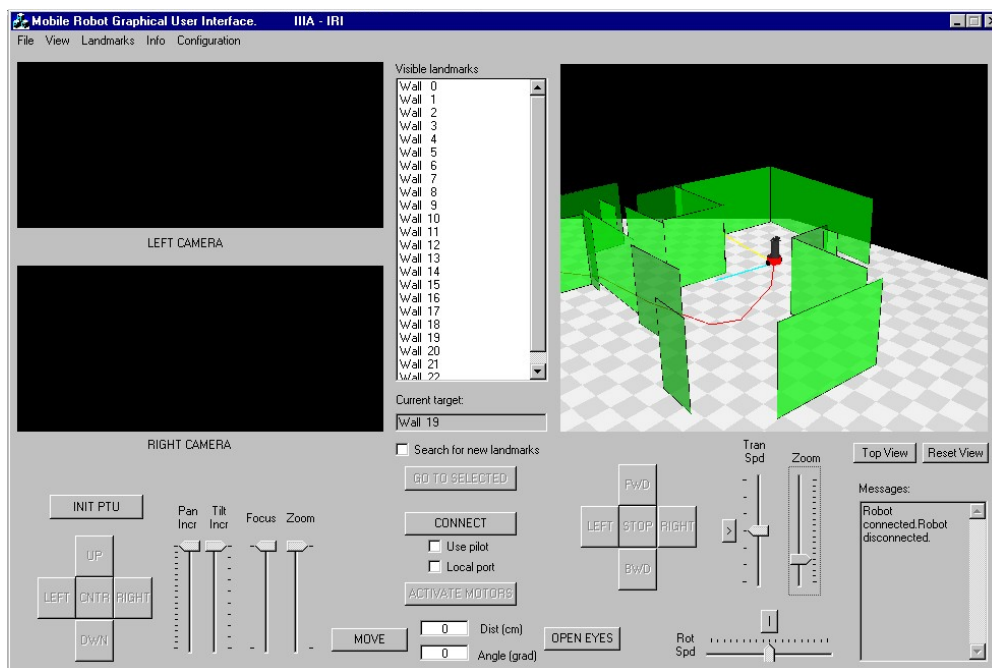 Mobile Robot Graphical User Interface. IIIA - IRI
File View Landmarks Info Configuration
LEFT CAMERA
RIGHT CAMERA
Visible landmarks
Wall 0
Wall 1
Wall 2
Wall 3
Wall 4
Wall 5
Wall 6
Wall 7
Wall 8
Wall 9
Wall 10
Wall 11
Wall 12
Wall 13
Wall 14
Wall 15
Wall 16
Wall 17
Wall 18
Wall 19
Wall 20
Wall 21
Wall 22
Current target:
Wall 19
Search for new landmarks
GO TO SELECTED
CONNECT
Use pilot
Local port
ACTIVATE MOTORS
INIT PTU
UP
LEFT CNTR RIGHT
DWN
Pan Incr
Tilt Incr
Focus
Zoom
MOVE
0 Dist (cm)
0 Angle (grad)
OPEN EYES
FWD
LEFT STOP RIGHT
BWD
Tran Spd
>
Zoom
Rot Spd
|
Top View
Reset View
Messages:
Robot
connected.Robot
disconnected.